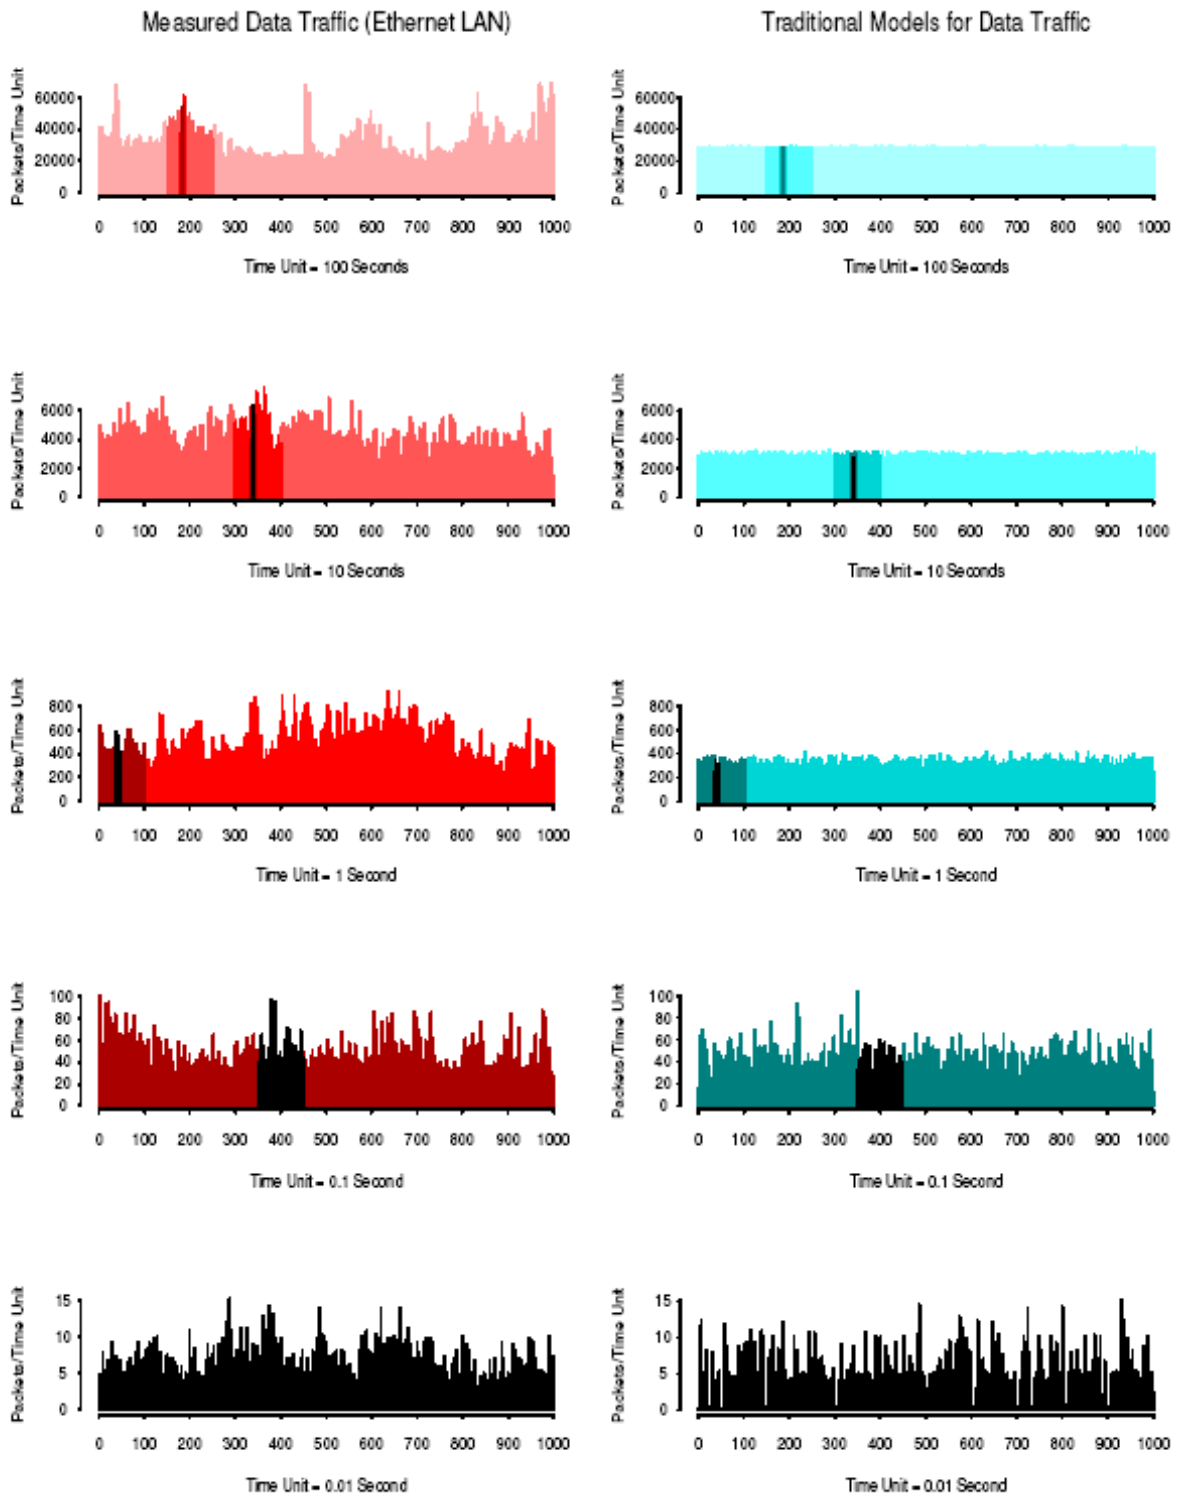 Measured Data Traffic (Ethernet LAN)
Traditional Models for Data Traffic
Packets/Time Unit
60000
40000
20000
0
0 100 200 300 400 500 600 700 800 900 1000
Time Unit = 100 Seconds
Packets/Time Unit
60000
40000
20000
0
0 100 200 300 400 500 600 700 800 900 1000
Time Unit = 100 Seconds
Packets/Time Unit
6000
4000
2000
0
0 100 200 300 400 500 600 700 800 900 1000
Time Unit = 10 Seconds
Packets/Time Unit
6000
4000
2000
0
0 100 200 300 400 500 600 700 800 900 1000
Time Unit = 10 Seconds
Packets/Time Unit
800
600
400
200
0
0 100 200 300 400 500 600 700 800 900 1000
Time Unit = 1 Second
Packets/Time Unit
800
600
400
200
0
0 100 200 300 400 500 600 700 800 900 1000
Time Unit = 1 Second
Packets/Time Unit
100
80
60
40
20
0
0 100 200 300 400 500 600 700 800 900 1000
Time Unit = 0.1 Second
Packets/Time Unit
100
80
60
40
20
0
0 100 200 300 400 500 600 700 800 900 1000
Time Unit = 0.1 Second
Packets/Time Unit
15
10
5
0
0 100 200 300 400 500 600 700 800 900 1000
Time Unit = 0.01 Second
Packets/Time Unit
15
10
5
0
0 100 200 300 400 500 600 700 800 900 1000
Time Unit = 0.01 Second